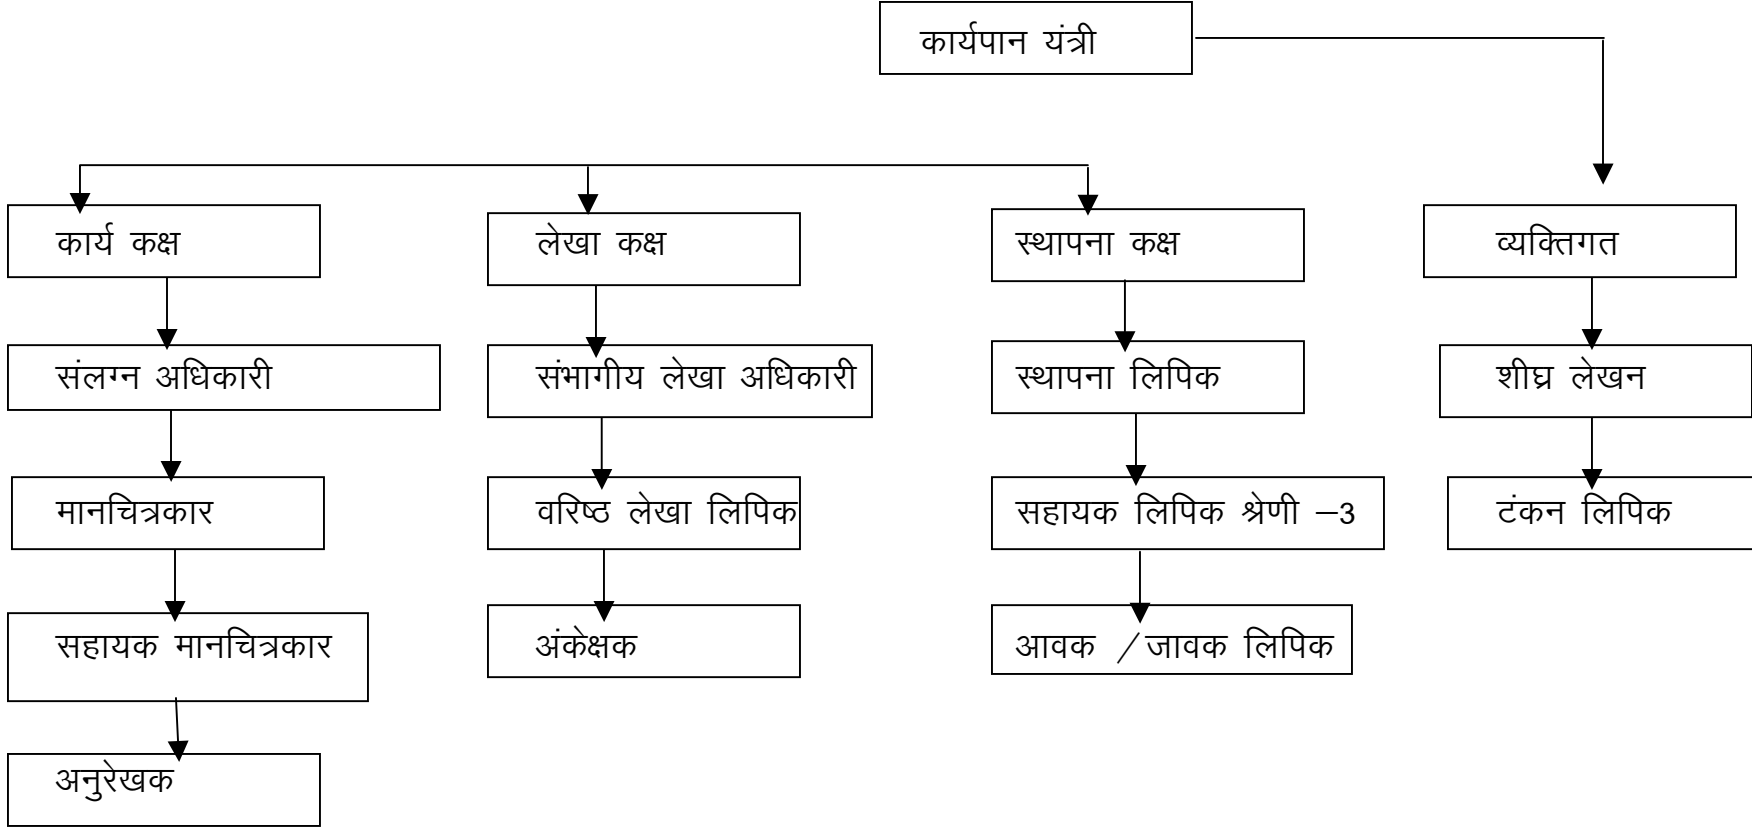 कार्यपान यंत्री
कार्य कक्ष
लेखा कक्ष
स्थापना कक्ष
व्यक्तिगत
संलग्न अधिकारी
संभागीय लेखा अधिकारी
स्थापना लिपिक
शीघ्र लेखन
मानचित्रकार
वरिष्ठ लेखा लिपिक
सहायक लिपिक श्रेणी –3
टंकन लिपिक
सहायक मानचित्रकार
अंकेक्षक
आवक /जावक लिपिक
अनुरेखक